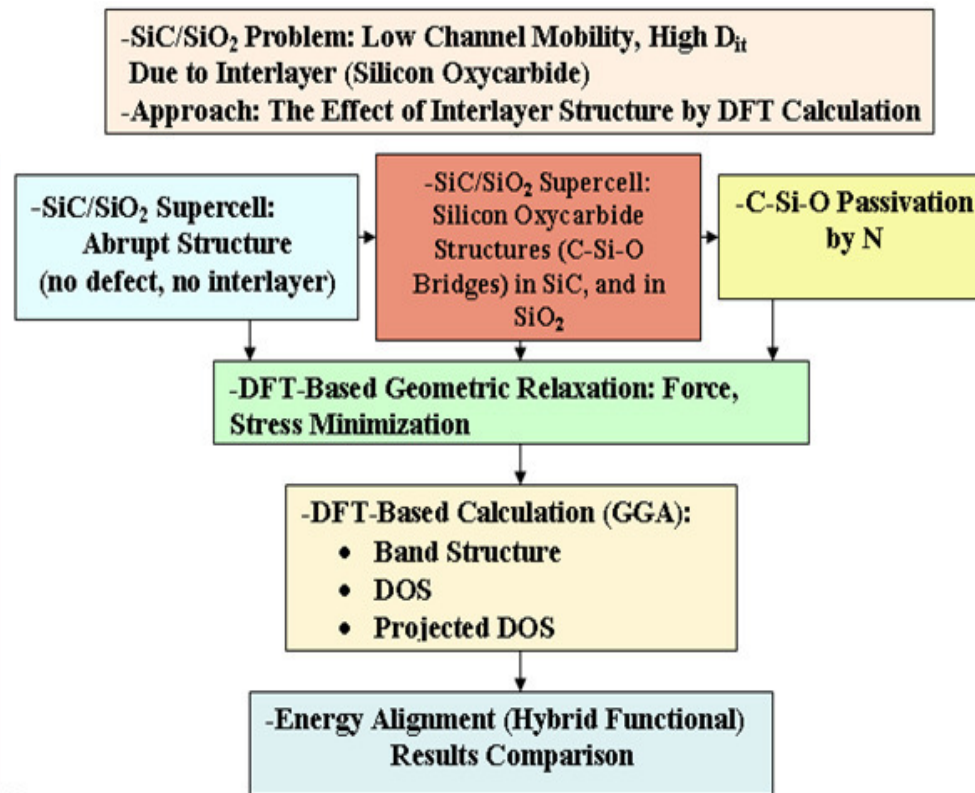 -SiC/SiO₂ Problem: Low Channel Mobility, High Dᵢₜ
Due to Interlayer (Silicon Oxycarbide)
-Approach: The Effect of Interlayer Structure by DFT Calculation
-SiC/SiO₂ Supercell:
Abrupt Structure
(no defect, no interlayer)
-SiC/SiO₂ Supercell:
Silicon Oxycarbide
Structures (C-Si-O
Bridges) in SiC, and in
SiO₂
-C-Si-O Passivation
by N
-DFT-Based Geometric Relaxation: Force,
Stress Minimization
-DFT-Based Calculation (GGA):
• Band Structure
• DOS
• Projected DOS
-Energy Alignment (Hybrid Functional)
Results Comparison